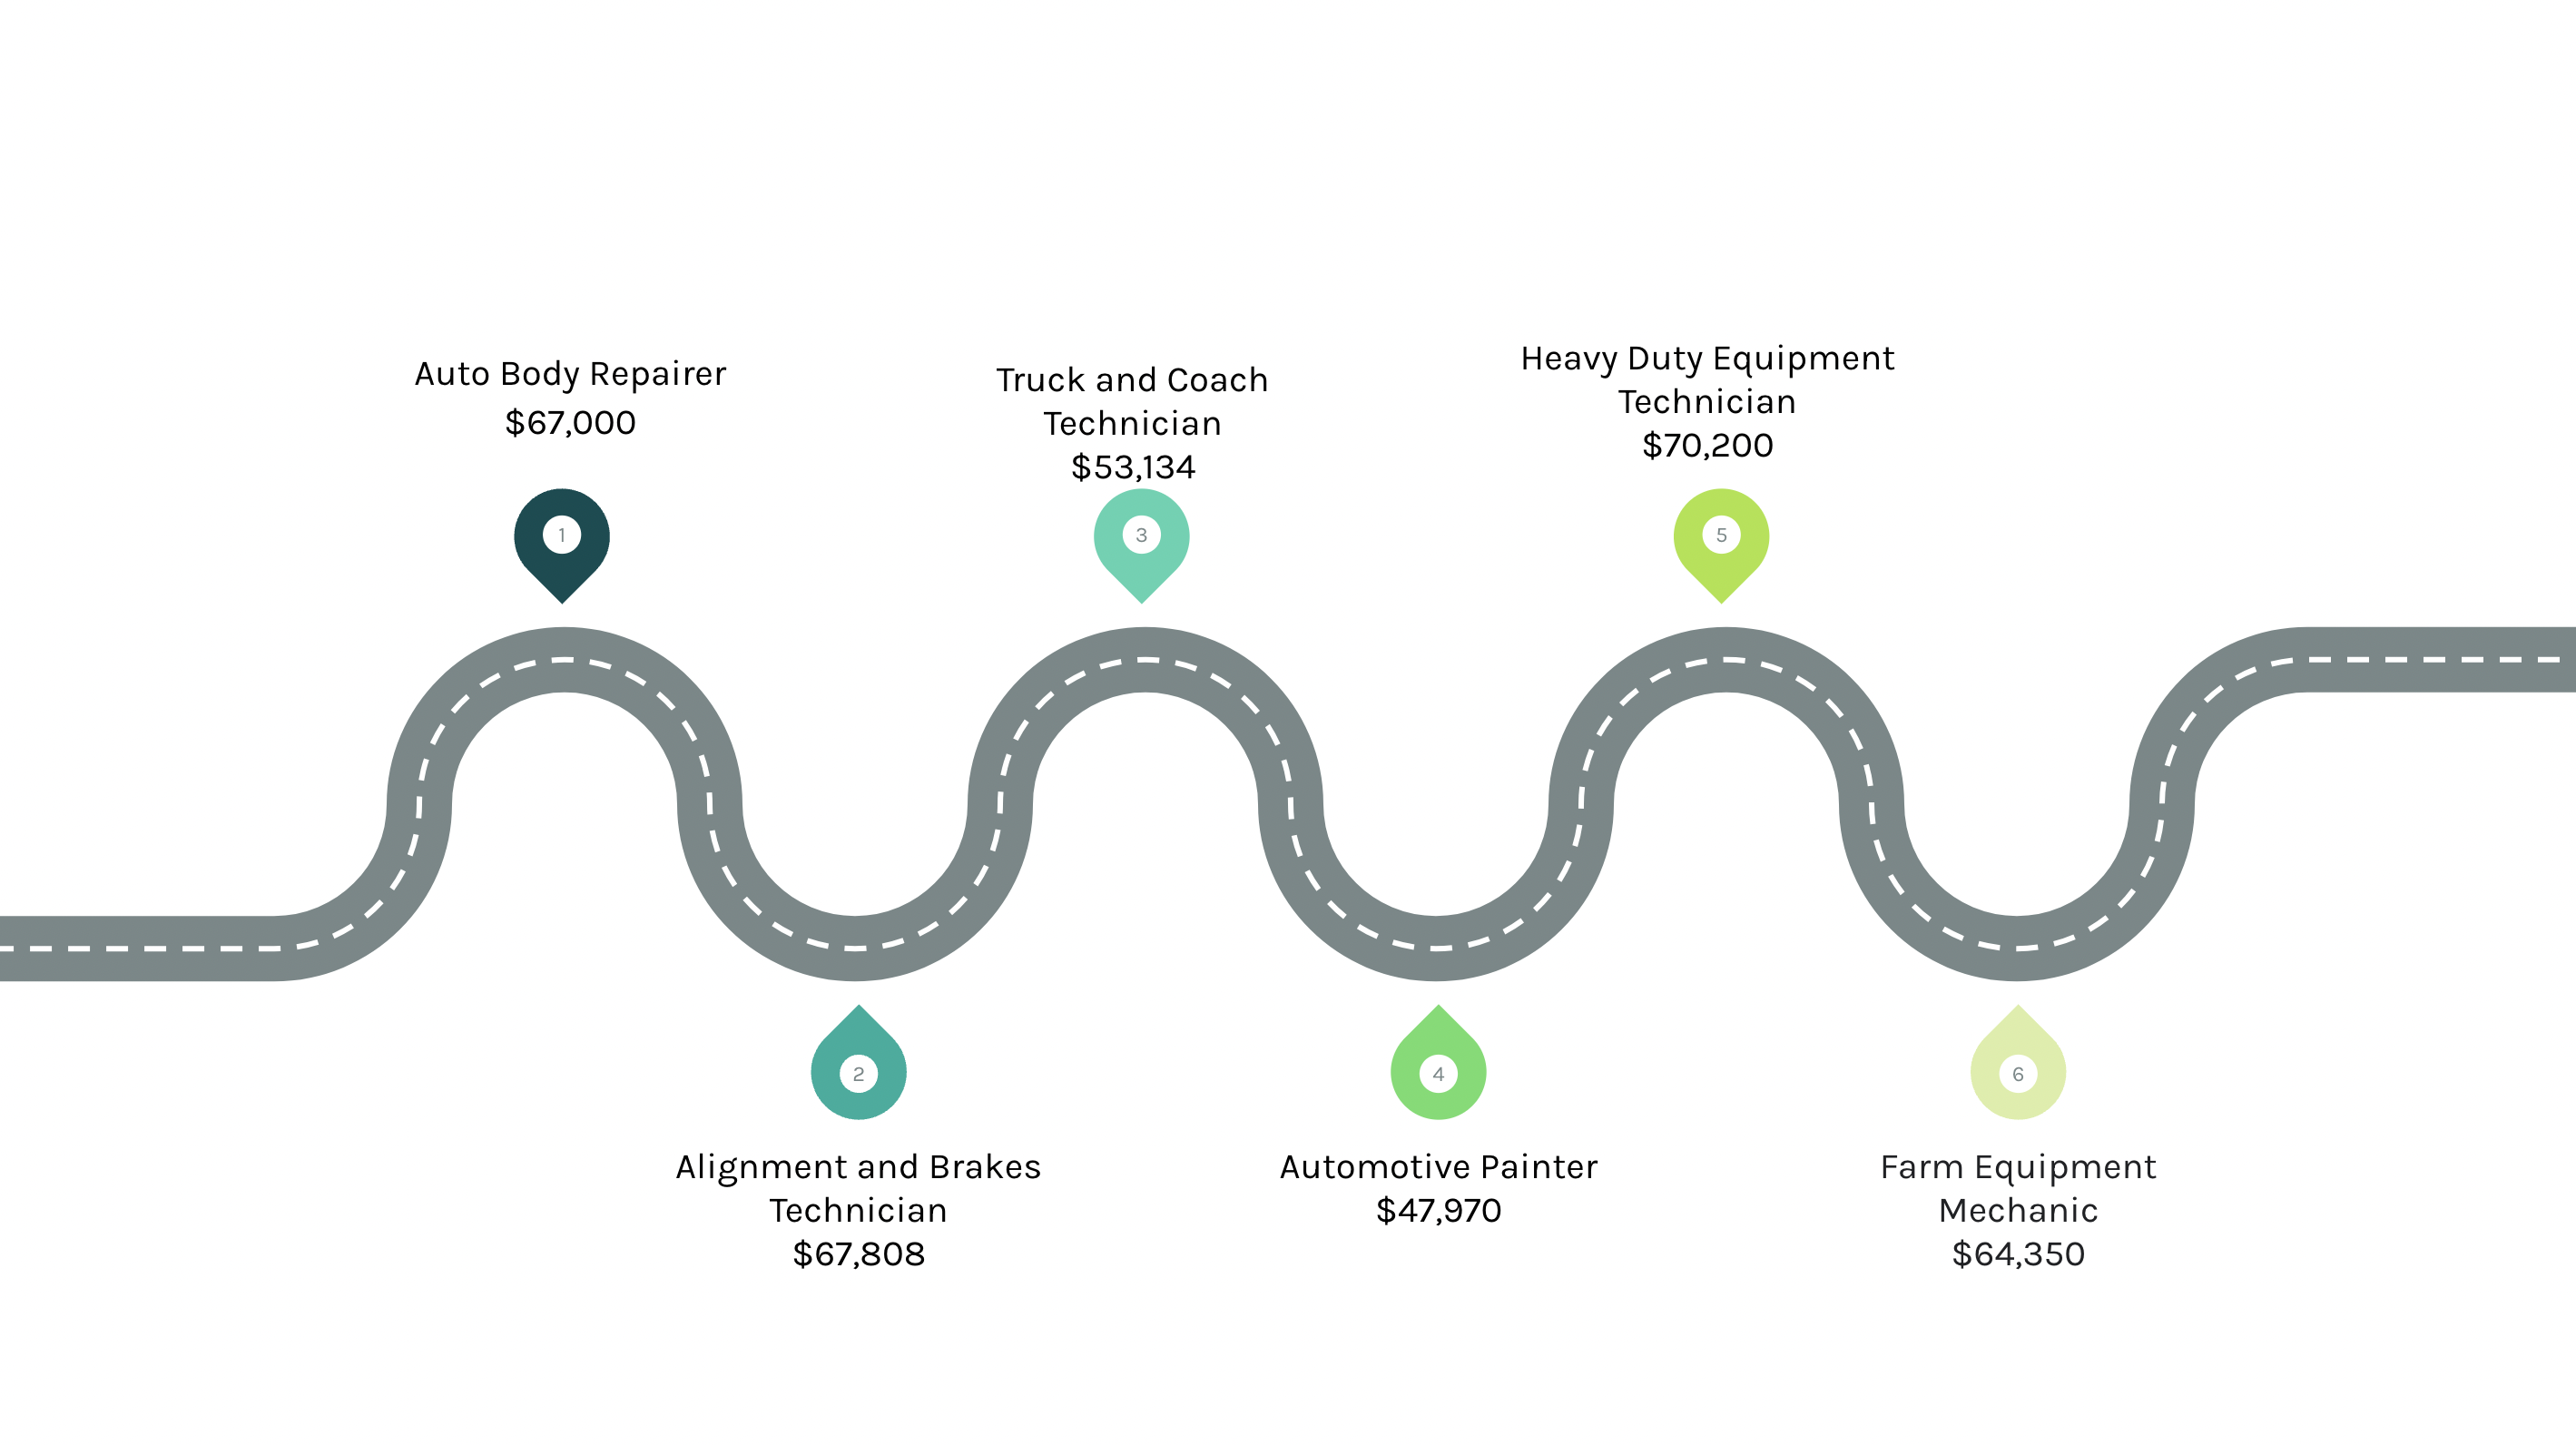 Auto Body Repairer
$67,000
1
Alignment and Brakes
Technician
$67,808
2
Truck and Coach
Technician
$53,134
3
Automotive Painter
$47,970
4
Heavy Duty Equipment
Technician
$70,200
5
Farm Equipment
Mechanic
$64,350
6